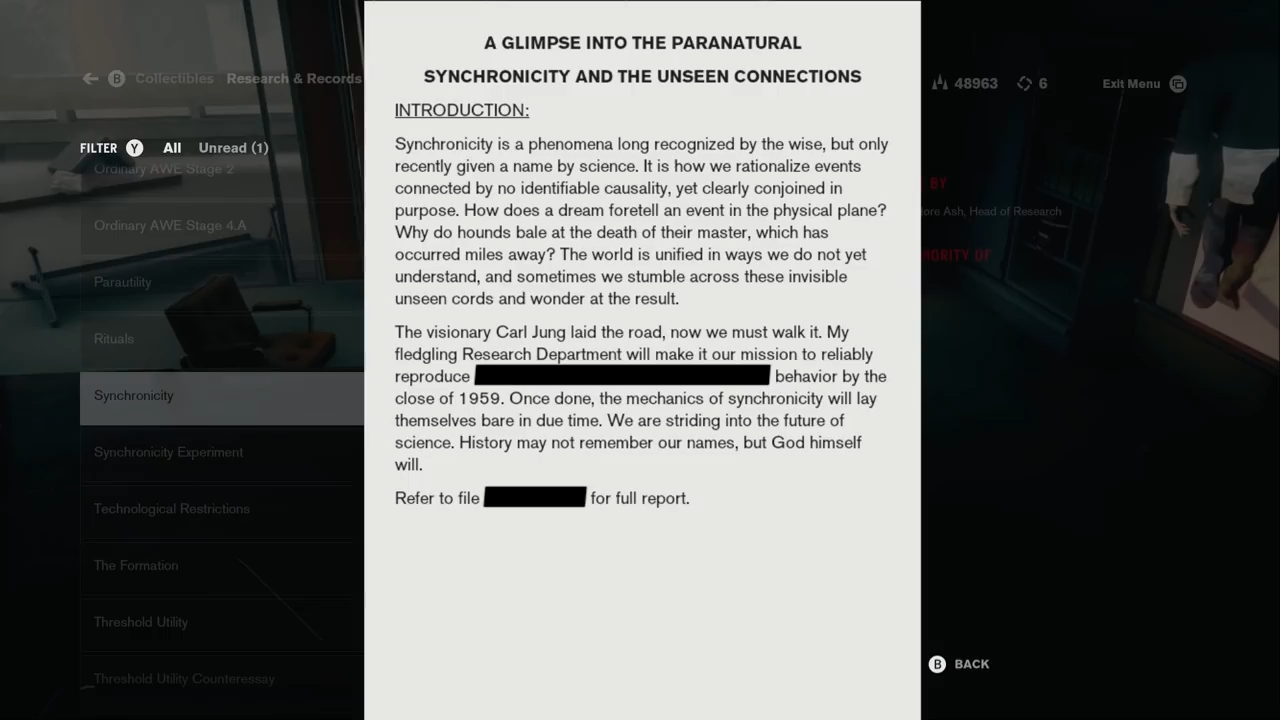 A GLIMPSE INTO THE PARANATURAL
SYNCHRONICITY AND THE UNSEEN CONNECTIONS
INTRODUCTION:
Synchronicity is a phenomena long recognized by the wise, but only
recently given a name by science. It is how we rationalize events
connected by no identifiable causality, yet clearly conjoined in
purpose. How does a dream foretell an event in the physical plane?
Why do hounds bale at the death of their master, which has
occurred miles away? The world is unified in ways we do not yet
understand, and sometimes we stumble across these invisible
unseen cords and wonder at the result.
The visionary Carl Jung laid the road, now we must walk it. My
fledgling Research Department will make it our mission to reliably
reproduce behavior by the
close of 1959. Once done, the mechanics of synchronicity will lay
themselves bare in due time. We are striding into the future of
science. History may not remember our names, but God himself
will.
Refer to file for full report.
B Collectibles Research & Records
FILTER Y All Unread (1)
Ordinary AWE Stage 2
Ordinary AWE Stage 4.A
Parautility
Rituals
Synchronicity
Synchronicity Experiment
Technological Restrictions
The Formation
Threshold Utility
Threshold Utility Counteressay
48963 6 Exit Menu
BY
Ash, Head of Research
OF
B BACK